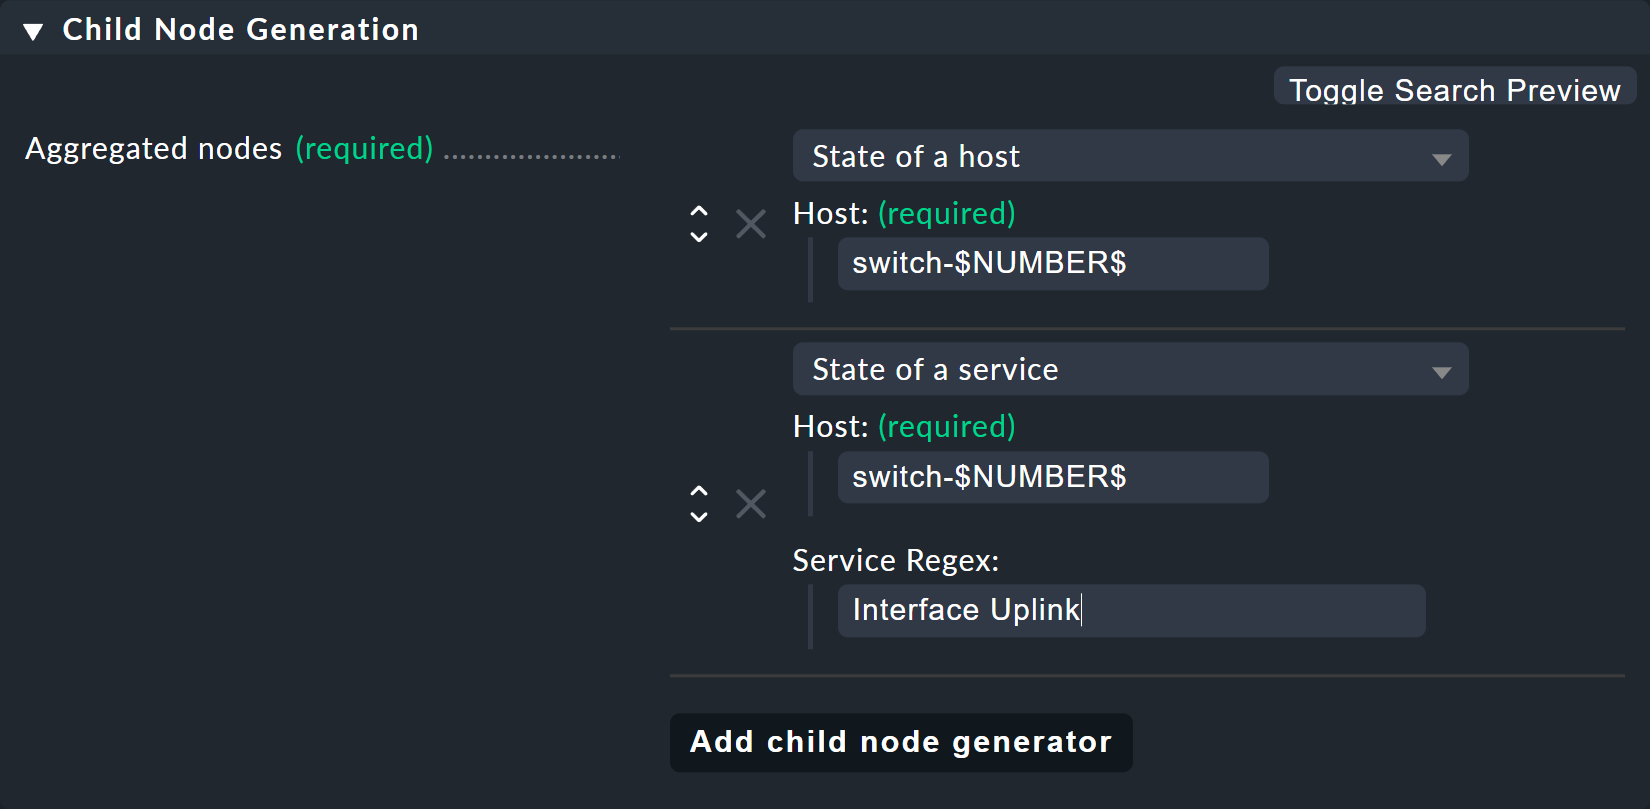 Child Node Generation
Toggle Search Preview
Aggregated nodes (required)
State of a host
Host: (required)
switch-$NUMBER$
State of a service
Host: (required)
switch-$NUMBER$
Service Regex:
Interface Uplink
Add child node generator